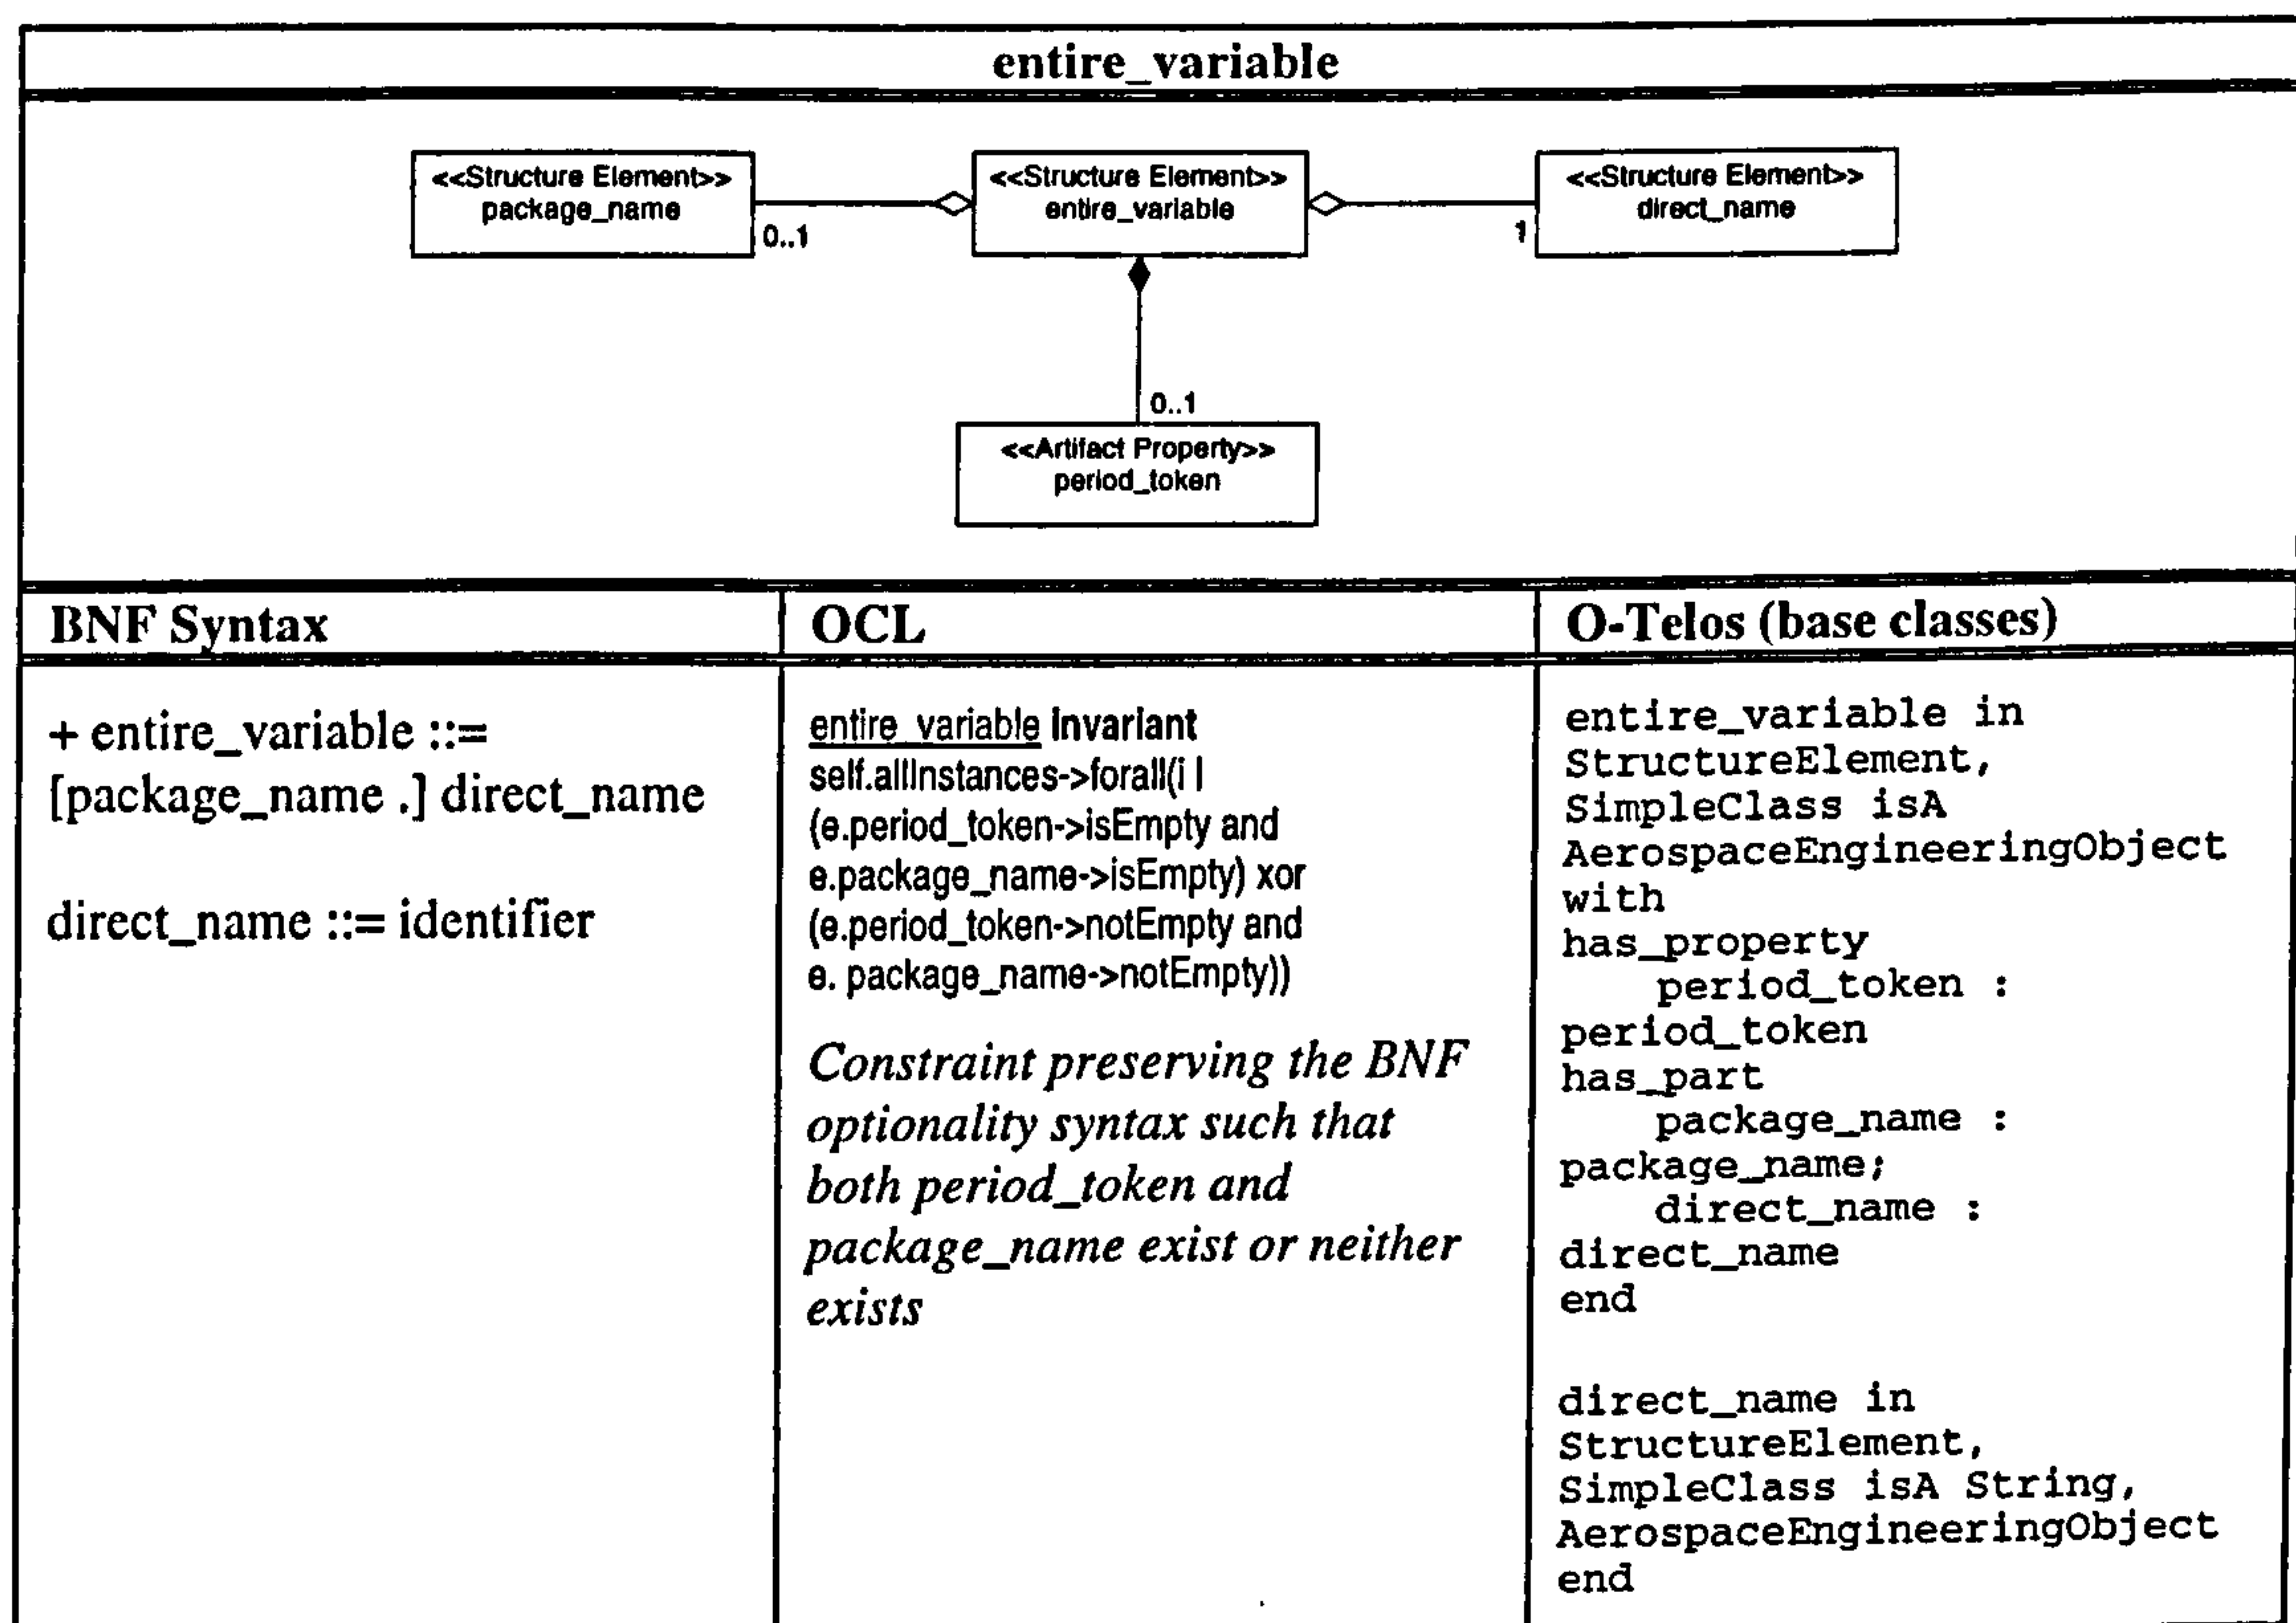 entire_variable
<<Structure Element>>
package_name
0..1
<<Structure Element>>
entire_variable
<<Structure Element>>
direct_name
1
0..1
<<Artifact Property>>
period_token
BNF Syntax
+ entire_variable ::=
[package_name .] direct_name
direct_name ::= identifier
OCL
entire_variable invariant
self.allInstances->forall(i |
(e.period_token->isEmpty and
e.package_name->isEmpty) xor
(e.period_token->notEmpty and
e. package_name->notEmpty))
Constraint preserving the BNF
optionality syntax such that
both period_token and
package_name exist or neither
exists
O-Telos (base classes)
entire_variable in
StructureElement,
SimpleClass isA
AerospaceEngineeringObject
with
has_property
period_token :
period_token
has_part
package_name :
package_name;
direct_name :
direct_name
end
direct_name in
StructureElement,
SimpleClass isA String,
AerospaceEngineeringObject
end